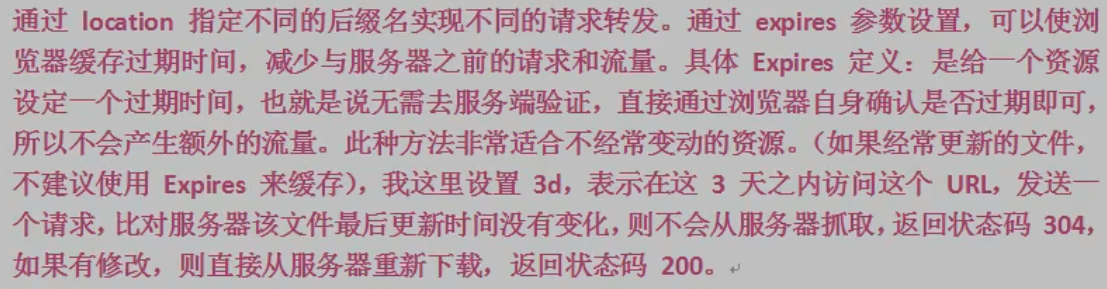 通过 location 指定不同的后缀名实现不同的请求转发。通过 expires 参数设置，可以使浏
览器缓存过期时间，减少与服务器之前的请求和流量。具体 Expires 定义：是给一个资源
设定一个过期时间，也就是说无需去服务端验证，直接通过浏览器自身确认是否过期即可，
所以不会产生额外的流量。此种方法非常适合不经常变动的资源。（如果经常更新的文件，
不建议使用 Expires 来缓存），我这里设置 3d，表示在这 3 天之内访问这个 URL，发送一
个请求，比对服务器该文件最后更新时间没有变化，则不会从服务器抓取，返回状态码 304，
如果有修改，则直接从服务器重新下载，返回状态码 200。